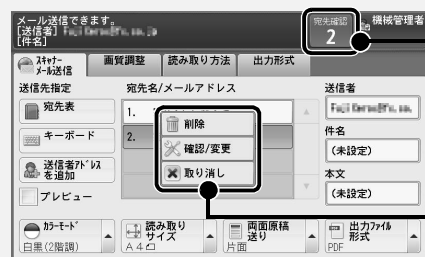 メール送信できます。
[送信者]
[件名]
宛先確認
2
機械管理者
スキャナー
メール送信
画質調整
読み取り方法
出力形式
送信先指定
宛先名/メールアドレス
送信者
宛先表
1.
キーボード
2.
件名
(未設定)
送信者アドレス
を追加
本文
(未設定)
プレビュー
削除
確認/変更
取り消し
カラーモード
白黒(2階調)
読み取り
サイズ
A4
両面原稿
送り
片面
出力ファイル
形式
PDF